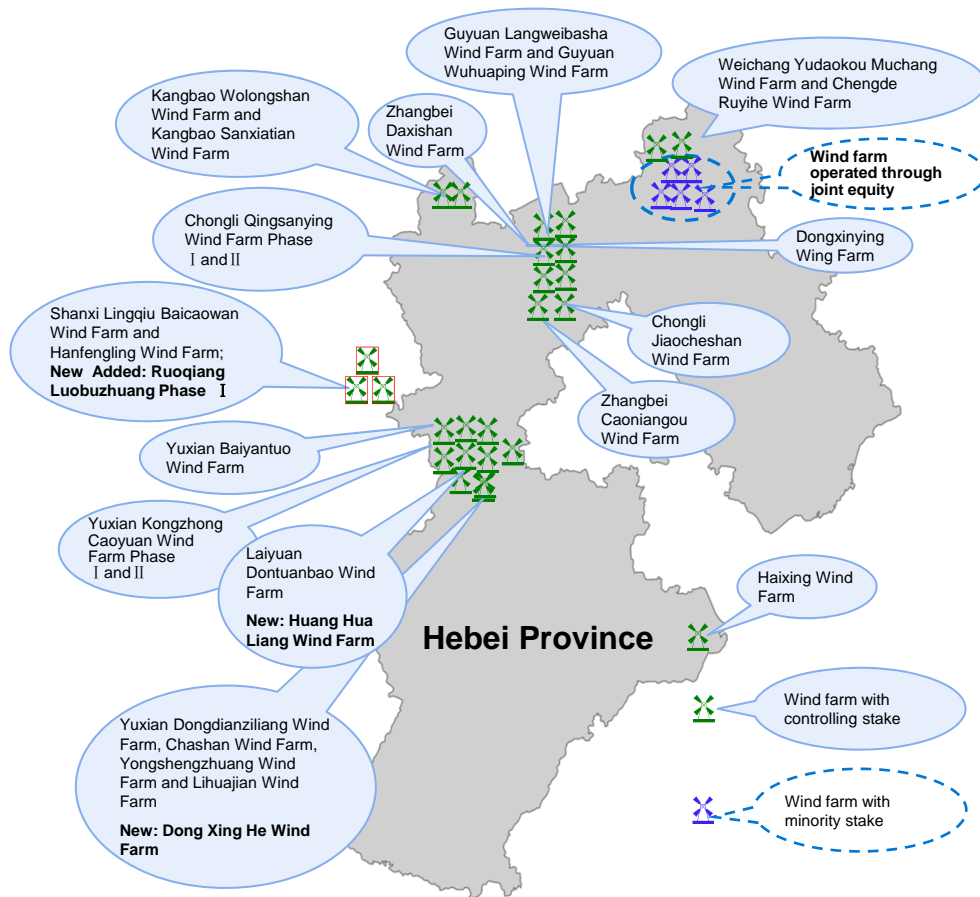 Guyuan Langweibasha
Wind Farm and Guyuan
Wuhuaping Wind Farm
Weichang Yudaokou Muchang
Wind Farm and Chengde
Ruyihe Wind Farm
Kangbao Wolongshan
Wind Farm and
Kangbao Sanxiatian
Wind Farm
Zhangbei
Daxishan
Wind Farm
Wind farm
operated through
joint equity
Chongli Qingsanying
Wind Farm Phase
Ⅰ and Ⅱ
Dongxinying
Wing Farm
Shanxi Lingqiu Baicaowan
Wind Farm and
Hanfengling Wind Farm;
New Added: Ruoqiang
Luobuzhuang Phase Ⅰ
Chongli
Jiaocheshan
Wind Farm
Zhangbei
Caoniangou
Wind Farm
Yuxian Baiyantuo
Wind Farm
Yuxian Kongzhong
Caoyuan Wind
Farm Phase
Ⅰ and Ⅱ
Laiyuan
Dontuanbao Wind
Farm
New: Huang Hua
Liang Wind Farm
Haixing Wind
Farm
Hebei Province
Yuxian Dongdianziliang Wind
Farm, Chashan Wind Farm,
Yongshengzhuang Wind
Farm and Lihuajian Wind
Farm
New: Dong Xing He Wind
Farm
Wind farm with
controlling stake
Wind farm with
minority stake